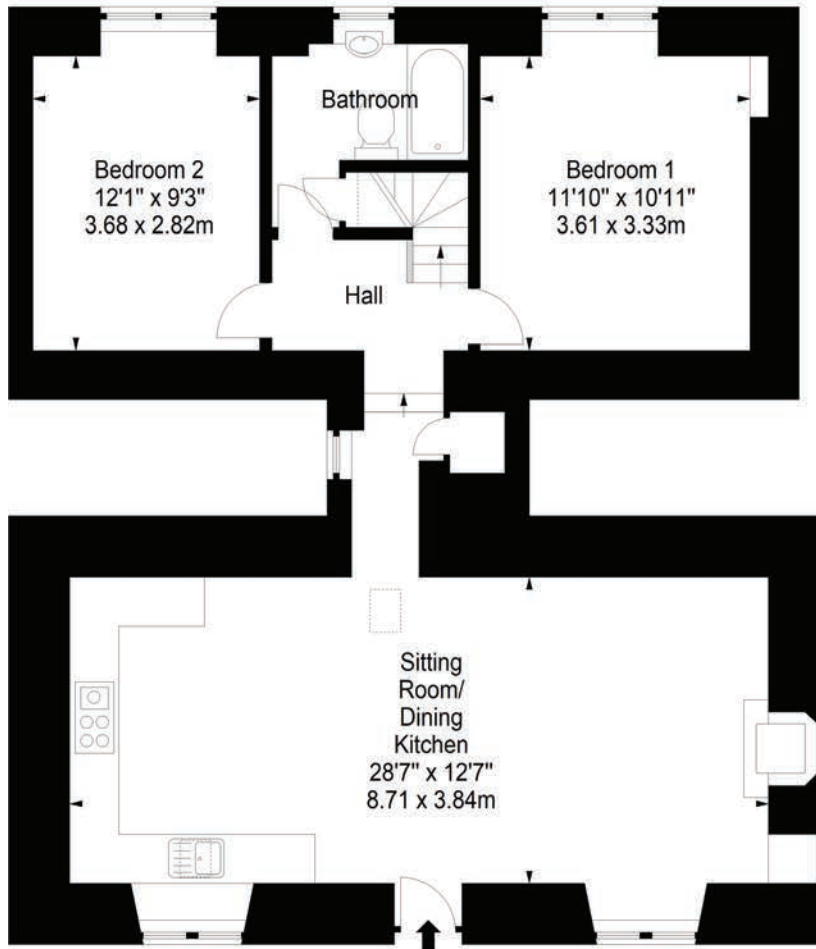 Bathroom
Bedroom 2
12'1" x 9'3"
3.68 x 2.82m
Bedroom 1
11'10" x 10'11"
3.61 x 3.33m
Hall
Sitting
Room/
Dining
Kitchen
28'7" x 12'7"
8.71 x 3.84m